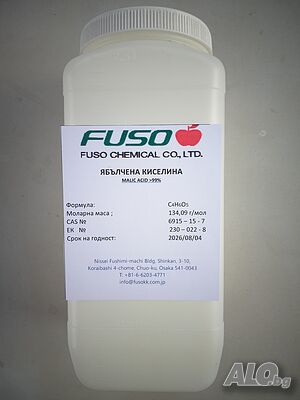 FUSO
FUSO CHEMICAL CO., LTD.
ЯБЪЛЧЕНА КИСЕЛИНА
MALIC ACID >99%
Формула: C₄H₆O₅
Моларна маса ; 134,09 г/мол
CAS № 6915 - 15 - 7
ЕК № 230 - 022 - 8
Срок на годност: 2026/08/04
Nissei Fushimi-machi Bldg. Shinkan, 3-10,
Koraibashi 4-chome, Chuo-ku, Osaka 541-0043
T: +81-6-6203-4771
info@fusokk.com.jp
ALO.bg